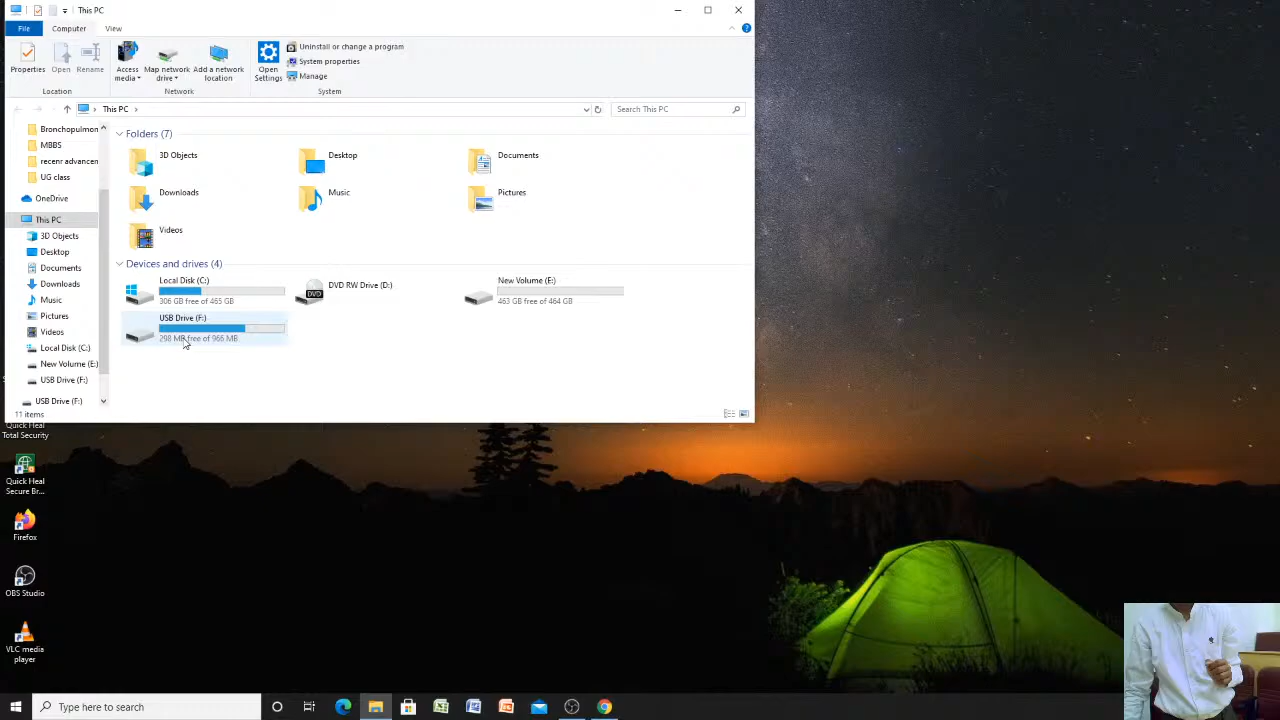 This PC
File Computer View
Properties Open Rename Access media Map network drive Add a network location Open Settings Uninstall or change a program
System properties
Manage
Location Network System
This PC
Search This PC
Bronchopulmon
MBBS
recenr advancen
UG class
OneDrive
This PC
3D Objects
Desktop
Documents
Downloads
Music
Pictures
Videos
Local Disk (C:)
New Volume (E:)
USB Drive (F:)
USB Drive (F:)
Folders (7)
3D Objects Desktop Documents
Downloads Music Pictures
Videos
Devices and drives (4)
Local Disk (C:)
306 GB free of 465 GB
DVD RW Drive (D:)
DVD
New Volume (E:)
463 GB free of 464 GB
USB Drive (F:)
298 MB free of 966 MB
11 items
Quick Heal
Total Security
Quick Heal
Secure Br...
Firefox
OBS Studio
VLC media
player
Type here to search